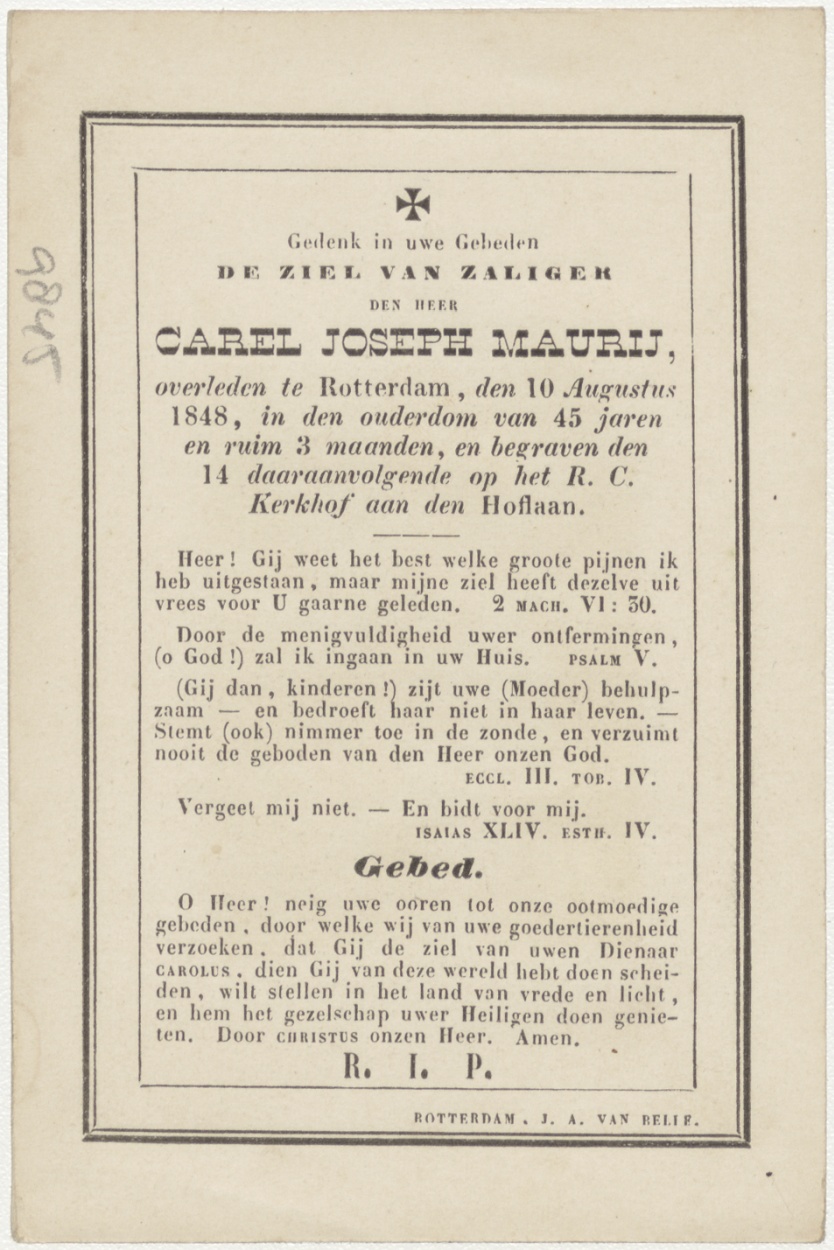 Gedenk in uwe Gebeden
DE ZIEL VAN ZALIGER
DEN HEER
CAREL JOSEPH MAURIJ,
overleden te Rotterdam, den 10 Augustus
1848, in den ouderdom van 45 jaren
en ruim 3 maanden, en begraven den
14 daaraanvolgende op het R. C.
Kerkhof aan den Hoflaan.
Heer! Gij weet het best welke groote pijnen ik
heb uitgestaan, maar mijne ziel heeft dezelve uit
vrees voor U gaarne geleden. 2 MACH. VI: 30.
Door de menigvuldigheid uwer ontfermingen,
(o God!) zal ik ingaan in uw Huis. PSALM V.
(Gij dan, kinderen!) zijt uwe (Moeder) behulp-
zaam — en bedroeft haar niet in haar leven. —
Stemt (ook) nimmer toe in de zonde, en verzuimt
nooit de geboden van den Heer onzen God.
ECCL. III. TOB. IV.
Vergeet mij niet. — En bidt voor mij.
ISAIAS XLIV. ESTH. IV.
Gebed.
O Heer! neig uwe ooren tot onze ootmoedige
gebeden, door welke wij van uwe goedertierenheid
verzoeken, dat Gij de ziel van uwen Dienaar
CAROLUS, dien Gij van deze wereld hebt doen schei-
den, wilt stellen in het land van vrede en licht,
en hem het gezelschap uwer Heiligen doen genie-
ten. Door CHRISTUS onzen Heer. Amen.
R. I. P.
ROTTERDAM, J. A. VAN BELLE.